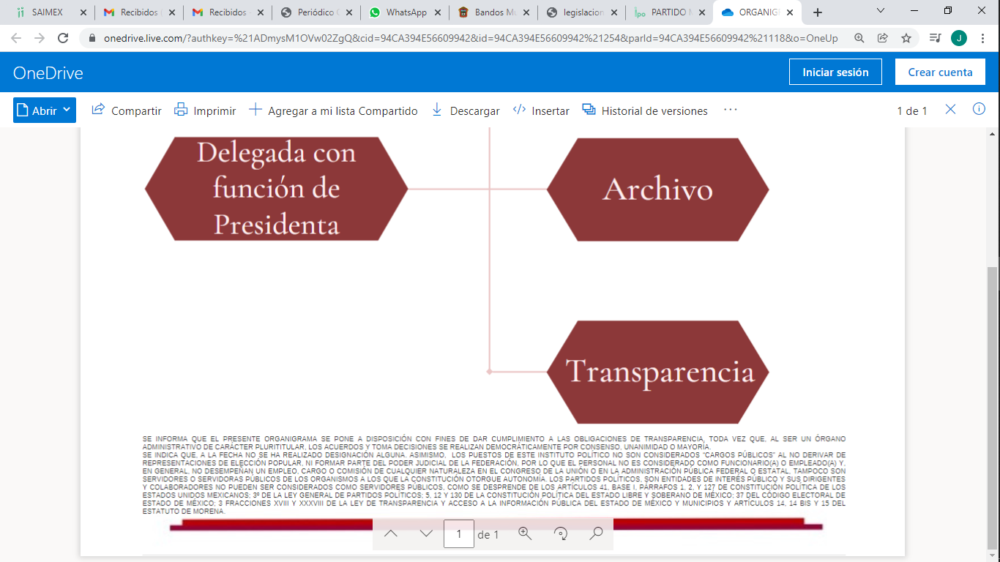 SAIMEX
Recibidos (
Recibidos
Periódico
WhatsApp
Bandos Mu
legislacion
PARTIDO
ORGANIG
onedrive.live.com/?authkey=%21ADmysM1OVw02ZgQ&cid=94CA394E56609942&id=94CA394E56609942%21254&parId=94CA394E56609942%21118&o=OneUp
J
OneDrive
Iniciar sesión
Crear cuenta
Abrir
Compartir
Imprimir
Agregar a mi lista Compartido
Descargar
Insertar
Historial de versiones
1 de 1
Delegada con
función de
Presidenta
Archivo
Transparencia
SE INFORMA QUE EL PRESENTE ORGANIGRAMA SE PONE A DISPOSICIÓN CON FINES DE DAR CUMPLIMIENTO A LAS OBLIGACIONES DE TRANSPARENCIA, TODA VEZ QUE, AL SER UN ÓRGANO
ADMINISTRATIVO DE CARÁCTER PLURITITULAR, LOS ACUERDOS Y TOMA DECISIONES SE REALIZAN DEMOCRÁTICAMENTE POR CONSENSO, UNANIMIDAD O MAYORÍA.
SE INDICA QUE, A LA FECHA NO SE HA REALIZADO DESIGNACIÓN ALGUNA. ASIMISMO, LOS PUESTOS DE ESTE INSTITUTO POLÍTICO NO SON CONSIDERADOS "CARGOS PÚBLICOS" AL NO DERIVAR DE
REPRESENTACIONES DE ELECCIÓN POPULAR, NI FORMAR PARTE DEL PODER JUDICIAL DE LA FEDERACIÓN, POR LO QUE EL PERSONAL NO ES CONSIDERADO COMO FUNCIONARIO(A) O EMPLEADO(A) Y,
EN GENERAL, NO DESEMPEÑAN UN EMPLEO, CARGO O COMISIÓN DE CUALQUIER NATURALEZA EN EL CONGRESO DE LA UNIÓN O EN LA ADMINISTRACIÓN PÚBLICA FEDERAL O ESTATAL, TAMPOCO SON
SERVIDORES O SERVIDORAS PÚBLICOS DE LOS ORGANISMOS A LOS QUE LA CONSTITUCIÓN OTORGUE AUTONOMÍA. LOS PARTIDOS POLÍTICOS, SON ENTIDADES DE INTERÉS PÚBLICO Y SUS DIRIGENTES
Y COLABORADORES NO PUEDEN SER CONSIDERADOS COMO SERVIDORES PÚBLICOS, COMO SE DESPRENDE DE LOS ARTÍCULOS 41, BASE I, PÁRRAFOS 1, 2, Y 127 DE CONSTITUCIÓN POLÍTICA DE LOS
ESTADOS UNIDOS MEXICANOS; 3º DE LA LEY GENERAL DE PARTIDOS POLÍTICOS; 5, 12 Y 130 DE LA CONSTITUCIÓN POLÍTICA DEL ESTADO LIBRE Y SOBERANO DE MÉXICO; 37 DEL CÓDIGO ELECTORAL DE
ESTADO DE MÉXICO; 3 FRACCIONES XVIII Y XXXVIII DE LA LEY DE TRANSPARENCIA Y ACCESO A LA INFORMACIÓN PÚBLICA DEL ESTADO DE MÉXICO Y MUNICIPIOS Y ARTÍCULOS 14, 14 BIS Y 15 DEL
ESTATUTO DE MORENA.
1 de 1